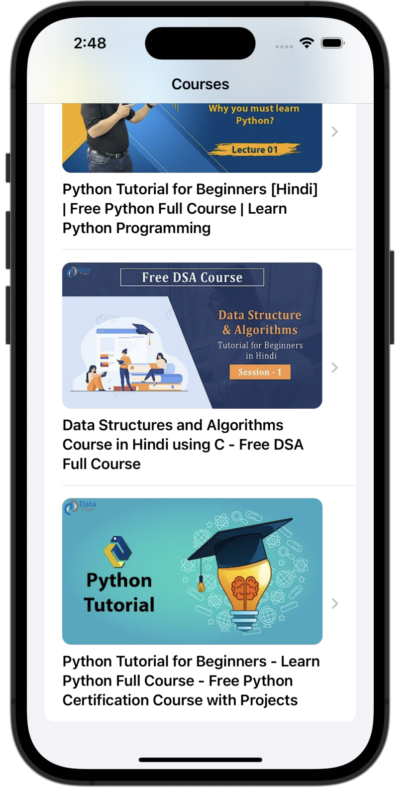 2:48
Courses
Why you must learn
Python?
Lecture 01
Python Tutorial for Beginners [Hindi]
| Free Python Full Course | Learn
Python Programming
Free DSA Course
Data Structure
& Algorithms
Tutorial for Beginners
in Hindi
Session - 1
Data Structures and Algorithms
Course in Hindi using C - Free DSA
Full Course
Data
Python
Tutorial
Python Tutorial for Beginners - Learn
Python Full Course - Free Python
Certification Course with Projects